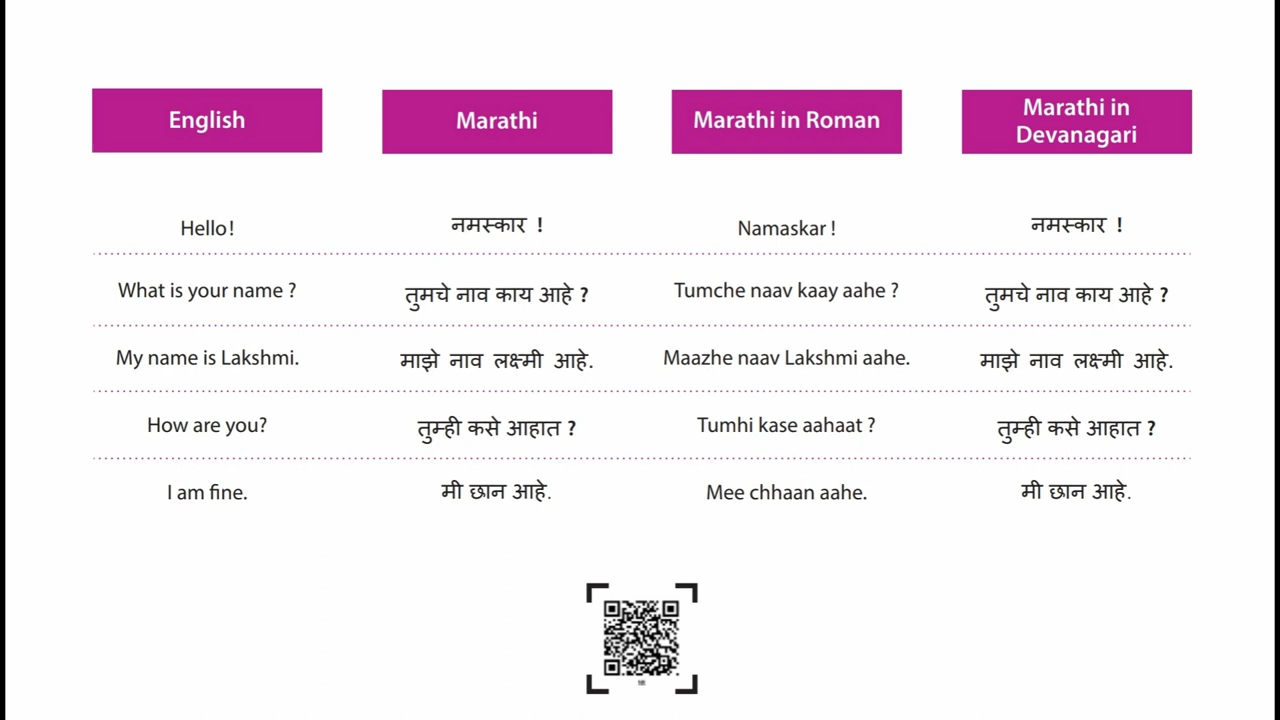 English Marathi Marathi in Roman Marathi in Devanagari
Hello! नमस्कार ! Namaskar ! नमस्कार !
What is your name ? तुमचे नाव काय आहे ? Tumche naav kaay aahe ? तुमचे नाव काय आहे ?
My name is Lakshmi. माझे नाव लक्ष्मी आहे. Maazhe naav Lakshmi aahe. माझे नाव लक्ष्मी आहे.
How are you? तुम्ही कसे आहात ? Tumhi kase aahaat ? तुम्ही कसे आहात ?
I am fine. मी छान आहे. Mee chhaan aahe. मी छान आहे.